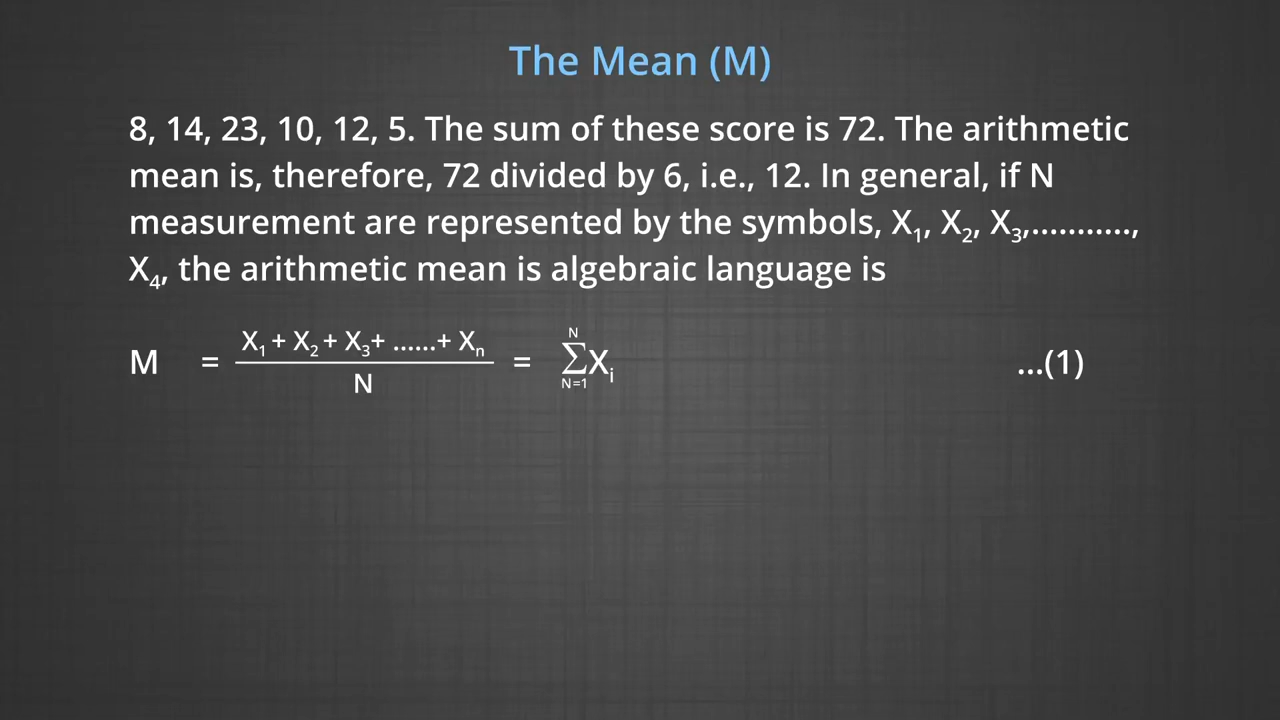 The Mean (M)
8, 14, 23, 10, 12, 5. The sum of these score is 72. The arithmetic
mean is, therefore, 72 divided by 6, i.e., 12. In general, if N
measurement are represented by the symbols, X₁, X₂, X₃,...........,
X₄, the arithmetic mean is algebraic language is
M = X₁ + X₂ + X₃+ ......+ Xₙ / N = N Σ N=1 Xᵢ ...(1)